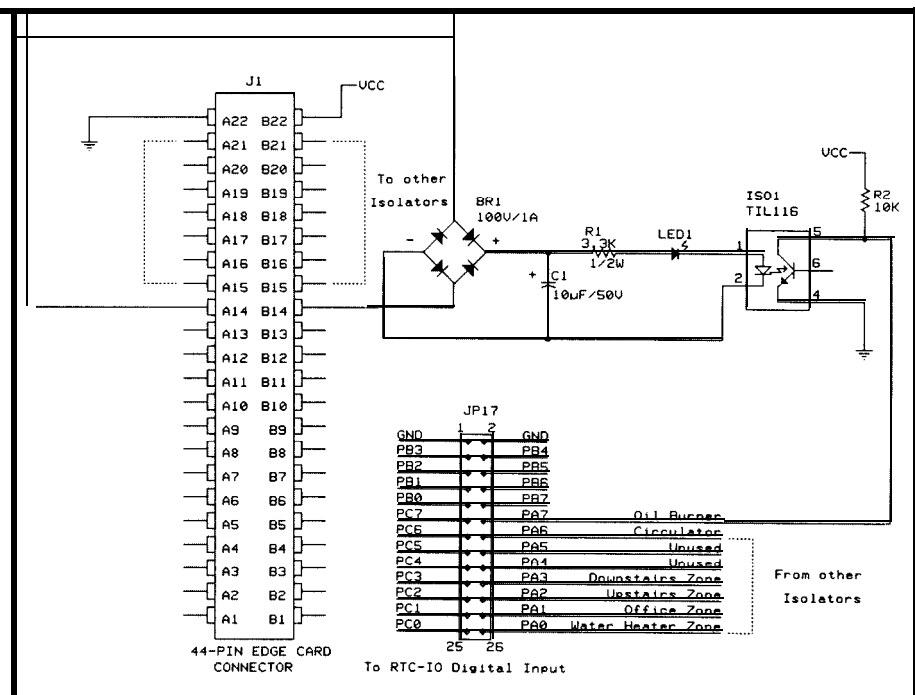 J1
VCC
A22 B22
A21 B21
A20 B20
A19 B19
A18 B18
A17 B17
A16 B16
A15 B15
A14 B14
A13 B13
A12 B12
A11 B11
A10 B10
A9 B9
A8 B8
A7 B7
A6 B6
A5 B5
A4 B4
A3 B3
A2 B2
A1 B1
44-PIN EDGE CARD
CONNECTOR
To other
Isolators
BR1
100V/1A
- +
R1
3.3K
1/2W
LED1
+
C1
10µF/50V
VCC
R2
10K
ISO1
TIL116
1
2
5
6
4
JP17
1 2
GND GND
PB3 PB4
PB2 PB5
PB1 PB6
PB0 PB7
PC7 PA7 Oil Burner
PC6 PA6 Circulator
PC5 PA5 Unused
PC4 PA4 Unused
PC3 PA3 Downstairs Zone
PC2 PA2 Upstairs Zone
PC1 PA1 Office Zone
PC0 PA0 Water Heater Zone
25 26
To RTC-IO Digital Input
From other
Isolators